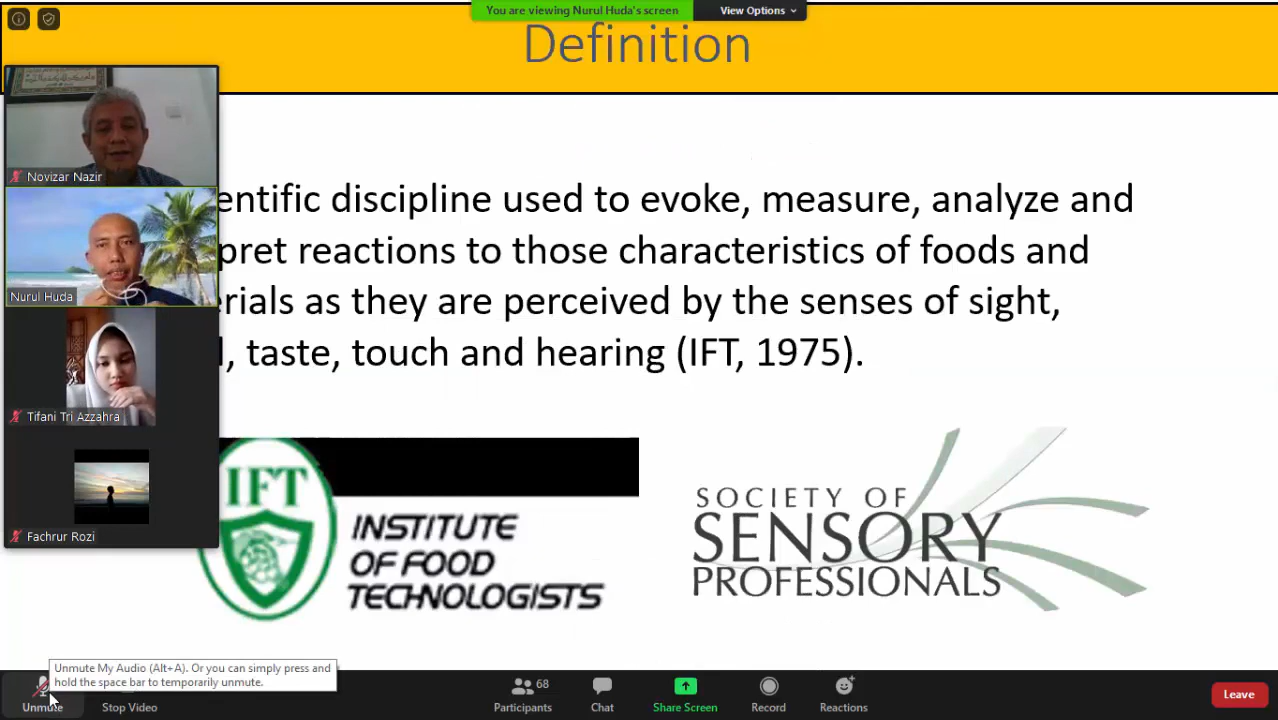 You are viewing Nurul Huda's screen
View Options
Definition
Novizar Nazir
Nurul Huda
Tifani Tri Azzahra
Fachrur Rozi
entific discipline used to evoke, measure, analyze and
pret reactions to those characteristics of foods and
erials as they are perceived by the senses of sight,
, taste, touch and hearing (IFT, 1975).
IFT
INSTITUTE
OF FOOD
TECHNOLOGISTS
SOCIETY OF
SENSORY
PROFESSIONALS
Unmute My Audio (Alt+A). Or you can simply press and
hold the space bar to temporarily unmute.
Unmute
Stop Video
68
Participants
Chat
Share Screen
Record
Reactions
Leave